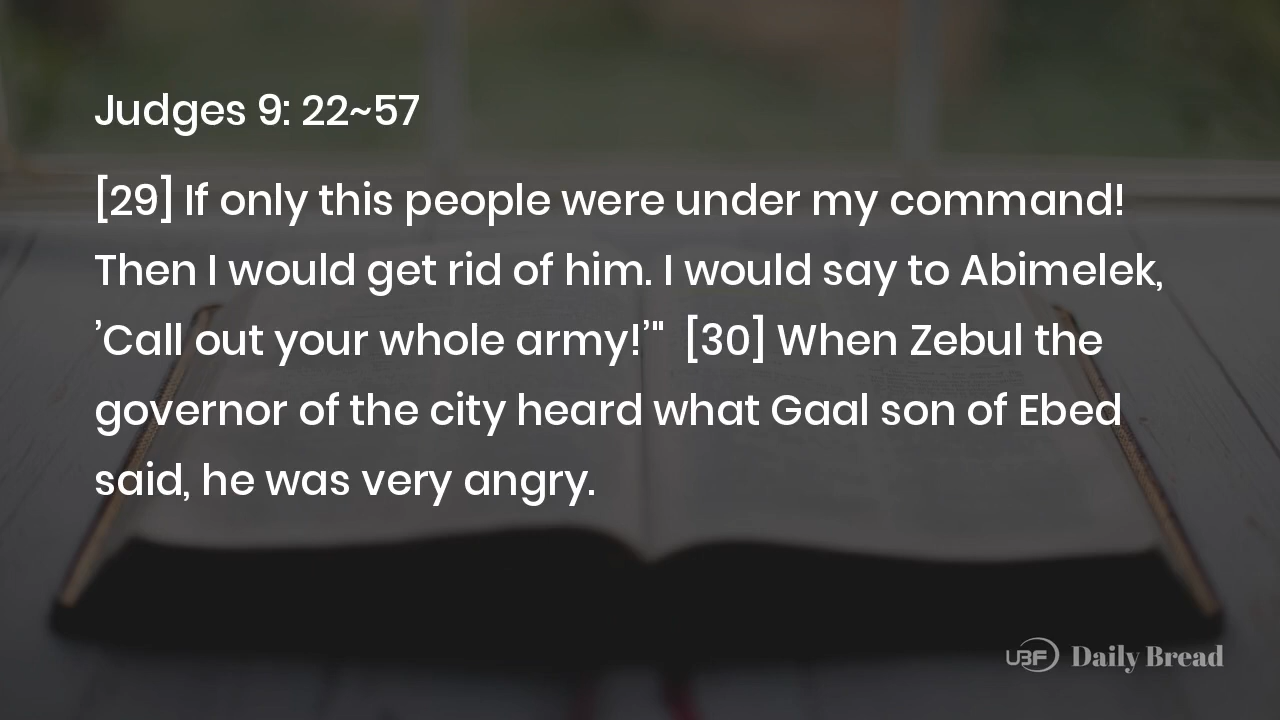 Judges 9: 22~57
[29] If only this people were under my command!
Then I would get rid of him. I would say to Abimelek,
’Call out your whole army!’"  [30] When Zebul the
governor of the city heard what Gaal son of Ebed
said, he was very angry.
UBF Daily Bread